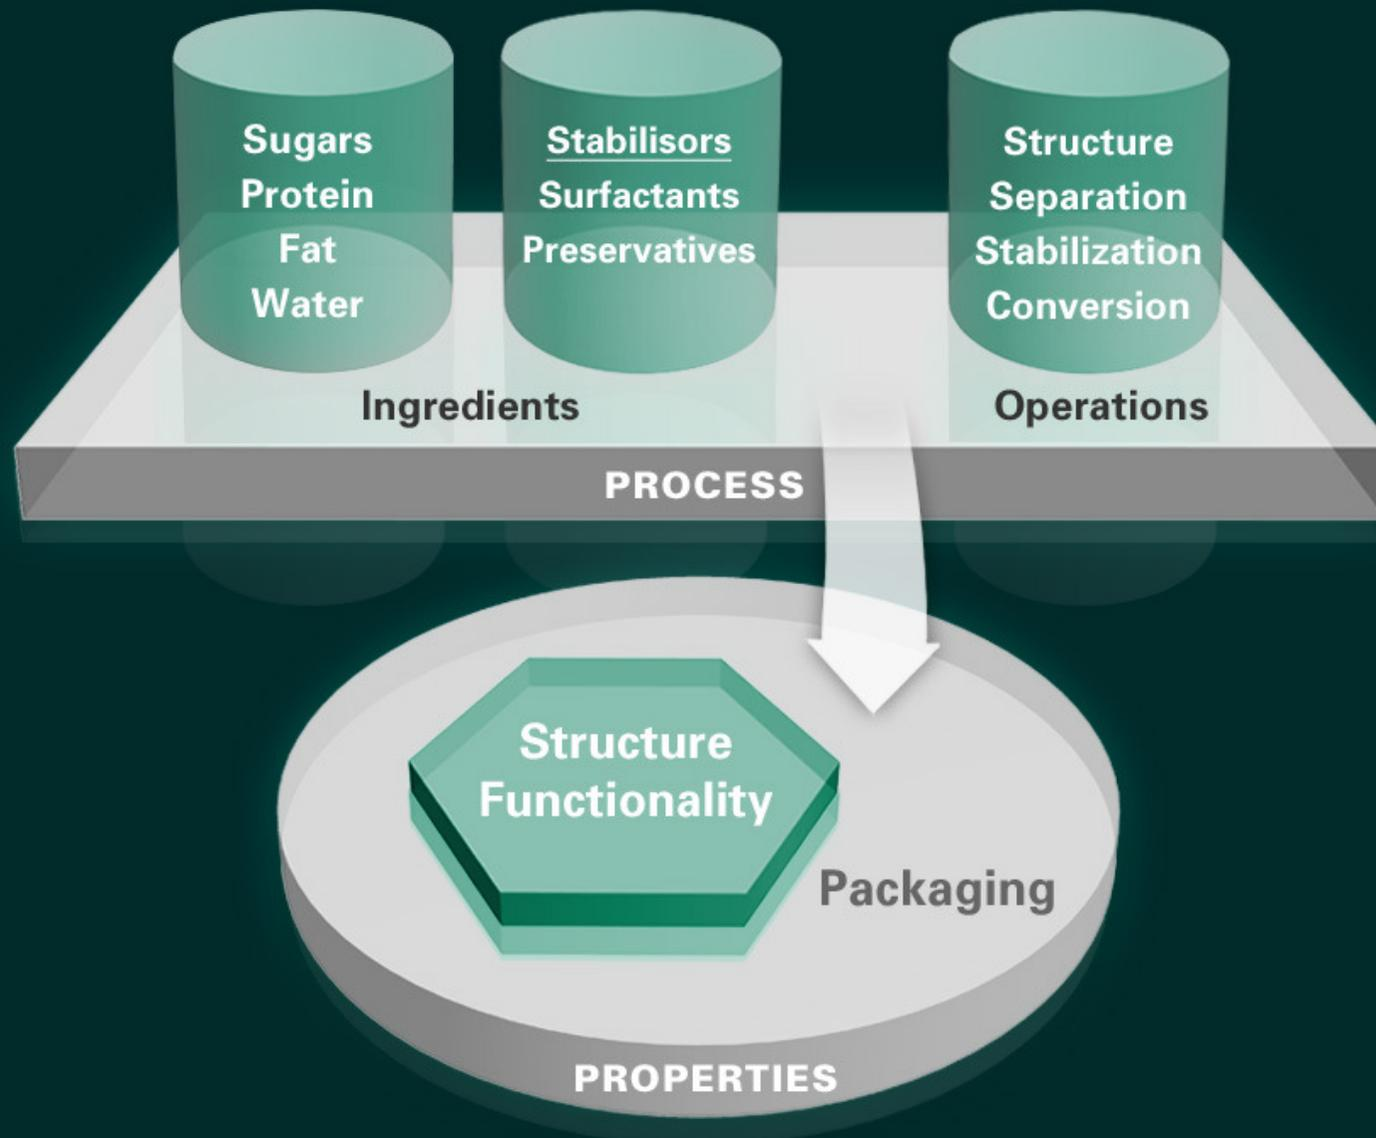 Sugars
Protein
Fat
Water
Stabilisors
Surfactants
Preservatives
Structure
Separation
Stabilization
Conversion
Ingredients
Operations
PROCESS
Structure
Functionality
Packaging
PROPERTIES